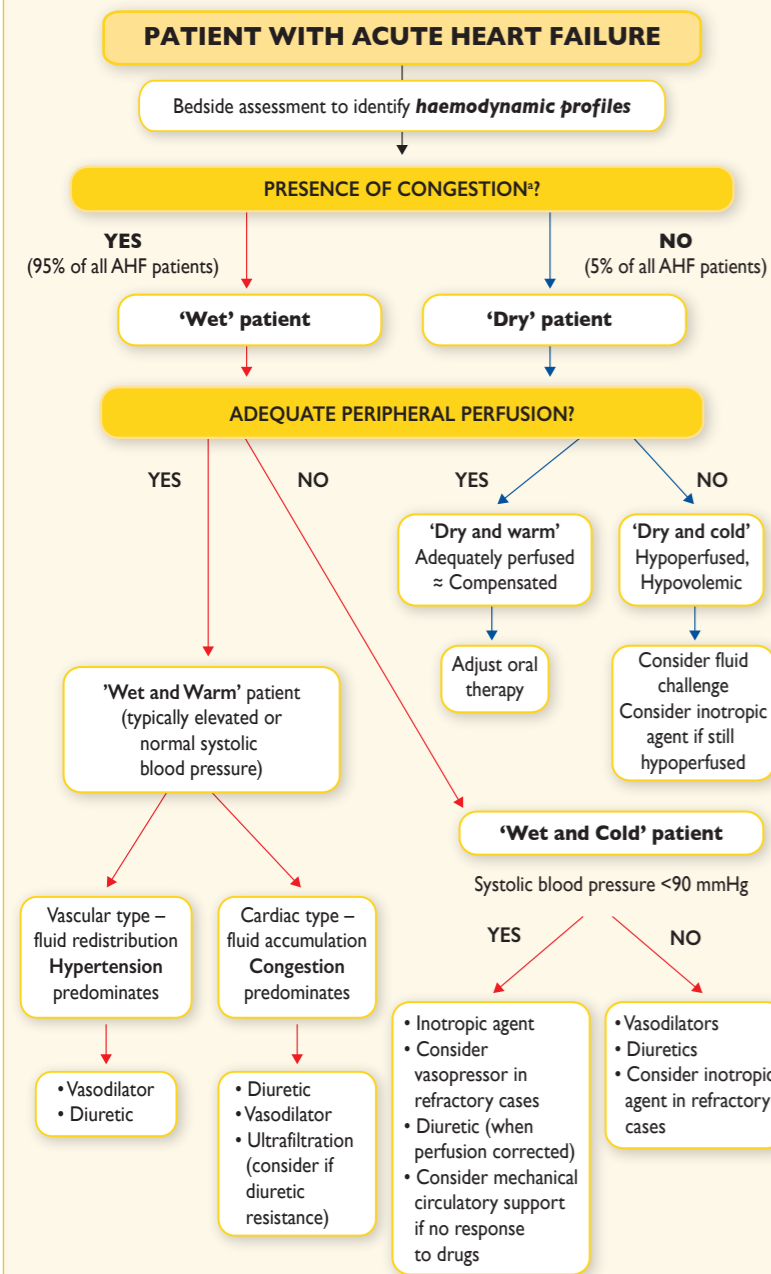 PATIENT WITH ACUTE HEART FAILURE
Bedside assessment to identify haemodynamic profiles
PRESENCE OF CONGESTIONª?
YES
(95% of all AHF patients)
NO
(5% of all AHF patients)
‘Wet’ patient
‘Dry’ patient
ADEQUATE PERIPHERAL PERFUSION?
YES
NO
YES
NO
‘Dry and warm’
Adequately perfused
≈ Compensated
‘Dry and cold’
Hypoperfused,
Hypovolemic
Adjust oral
therapy
Consider fluid
challenge
Consider inotropic
agent if still
hypoperfused
’Wet and Warm’ patient
(typically elevated or
normal systolic
blood pressure)
‘Wet and Cold’ patient
Systolic blood pressure <90 mmHg
YES
NO
Vascular type –
fluid redistribution
Hypertension
predominates
Cardiac type –
fluid accumulation
Congestion
predominates
• Vasodilator
• Diuretic
• Diuretic
• Vasodilator
• Ultrafiltration
(consider if
diuretic
resistance)
• Inotropic agent
• Consider
vasopressor in
refractory cases
• Diuretic (when
perfusion corrected)
• Consider mechanical
circulatory support
if no response
to drugs
• Vasodilators
• Diuretics
• Consider inotropic
agent in refractory
cases